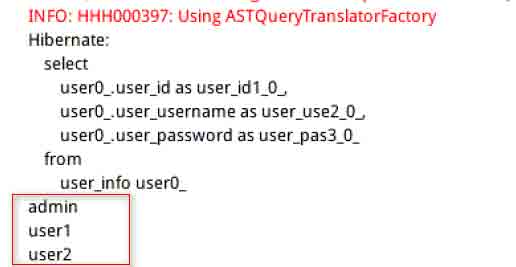 INFO: HHH000397: Using ASTQueryTranslatorFactory
Hibernate:
select
user0_.user_id as user_id1_0_,
user0_.user_username as user_use2_0_,
user0_.user_password as user_pas3_0_
from
user_info user0_
admin
user1
user2